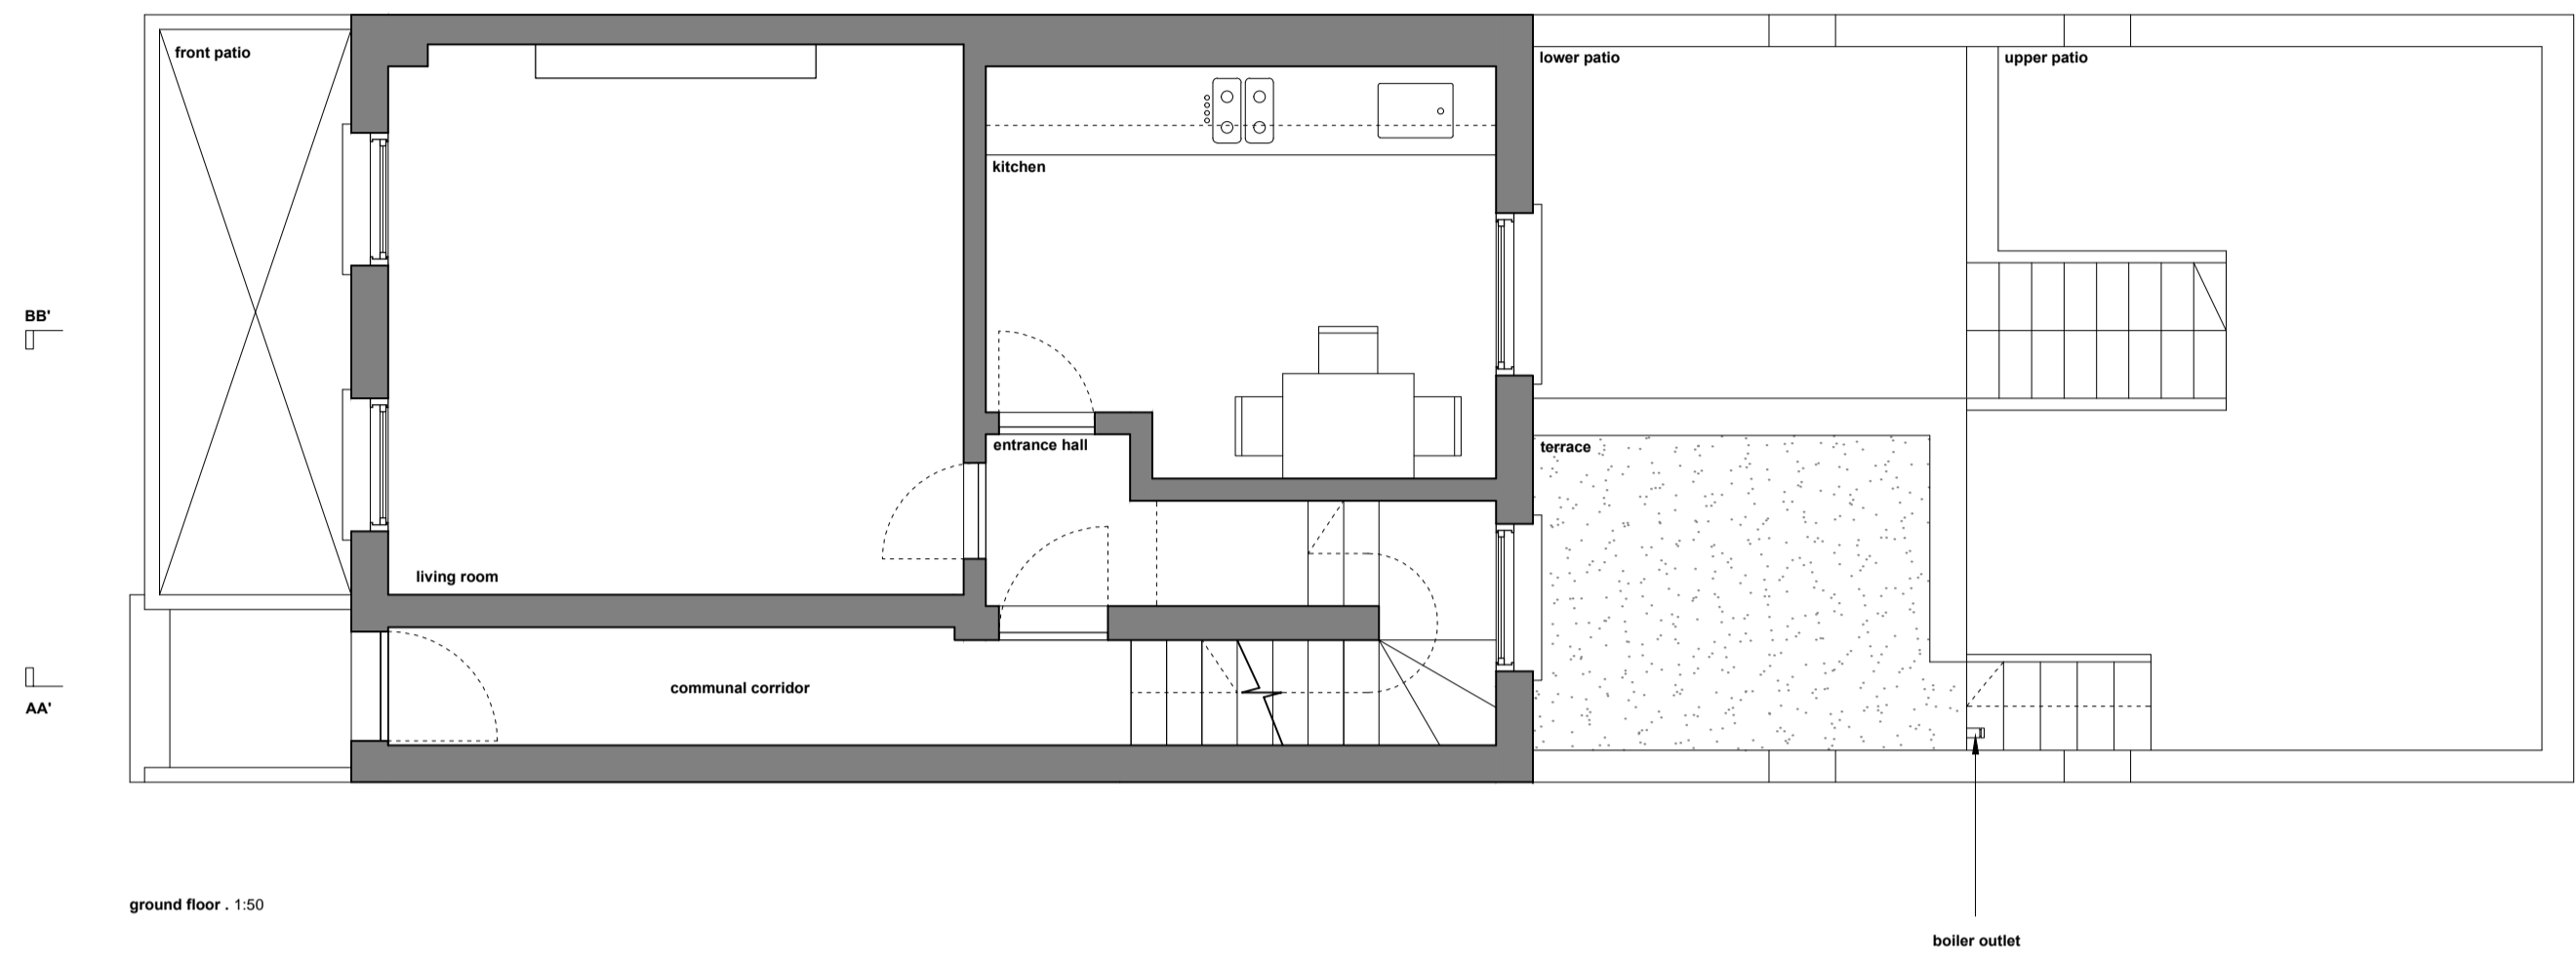 front patio
lower patio
upper patio
kitchen
BB'
entrance hall
terrace
living room
communal corridor
AA'
ground floor . 1:50
boiler outlet